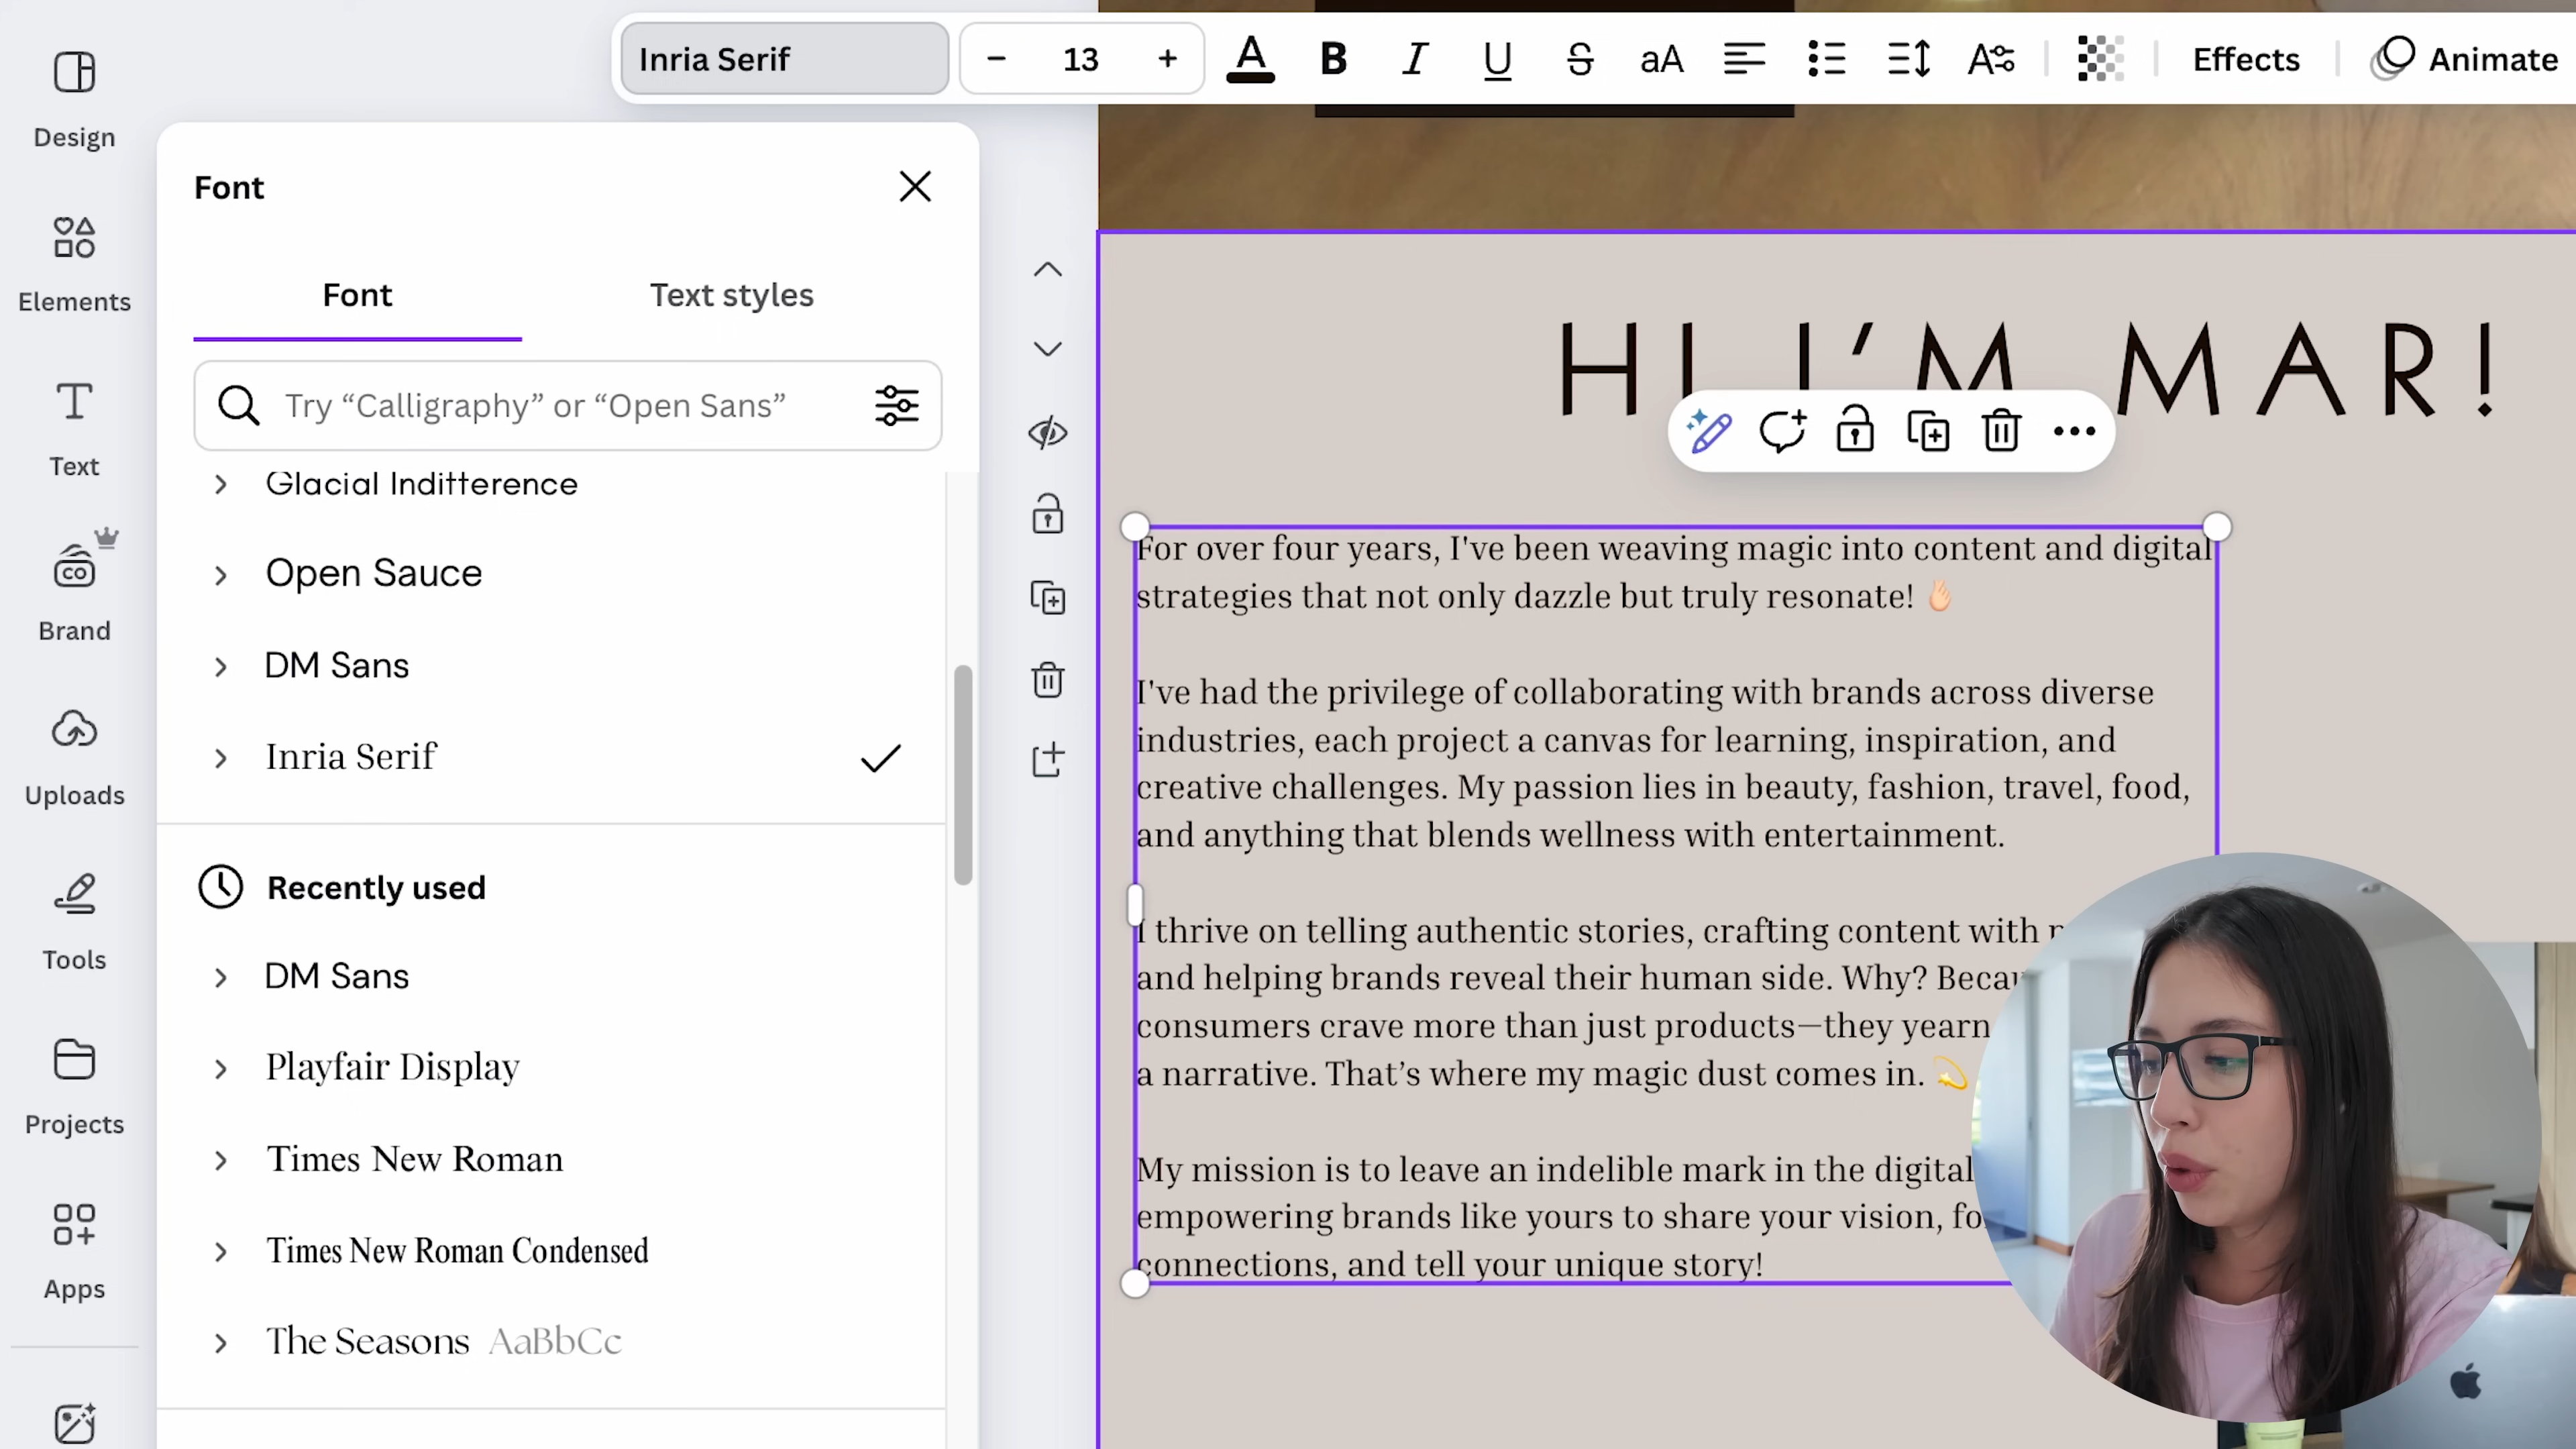 Inria Serif
13
A
B
I
U
S
aA
Effects
Animate
Design
Elements
Text
Brand
Uploads
Tools
Projects
Apps
Font
Font
Text styles
Try “Calligraphy” or “Open Sans”
Glacial Indifference
Open Sauce
DM Sans
Inria Serif
Recently used
DM Sans
Playfair Display
Times New Roman
Times New Roman Condensed
The Seasons AaBbCc
HI I’M MAR!
For over four years, I've been weaving magic into content and digital
strategies that not only dazzle but truly resonate! 🫰🏻
I've had the privilege of collaborating with brands across diverse
industries, each project a canvas for learning, inspiration, and
creative challenges. My passion lies in beauty, fashion, travel, food,
and anything that blends wellness with entertainment.
I thrive on telling authentic stories, crafting content with
and helping brands reveal their human side. Why?
consumers crave more than just products—they yearn
a narrative. That’s where my magic dust comes in. 💫
My mission is to leave an indelible mark in the digital
empowering brands like yours to share your vision,
connections, and tell your unique story!